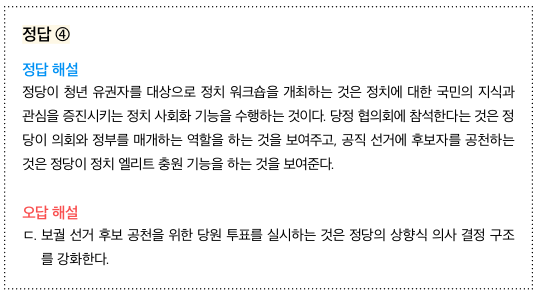 정답 ④
정답 해설
정당이 청년 유권자를 대상으로 정치 워크숍을 개최하는 것은 정치에 대한 국민의 지식과
관심을 증진시키는 정치 사회화 기능을 수행하는 것이다. 당정 협의회에 참석한다는 것은 정
당이 의회와 정부를 매개하는 역할을 하는 것을 보여주고, 공직 선거에 후보자를 공천하는
것은 정당이 정치 엘리트 충원 기능을 하는 것을 보여준다.
오답 해설
ㄷ. 보궐 선거 후보 공천을 위한 당원 투표를 실시하는 것은 정당의 상향식 의사 결정 구조
를 강화한다.